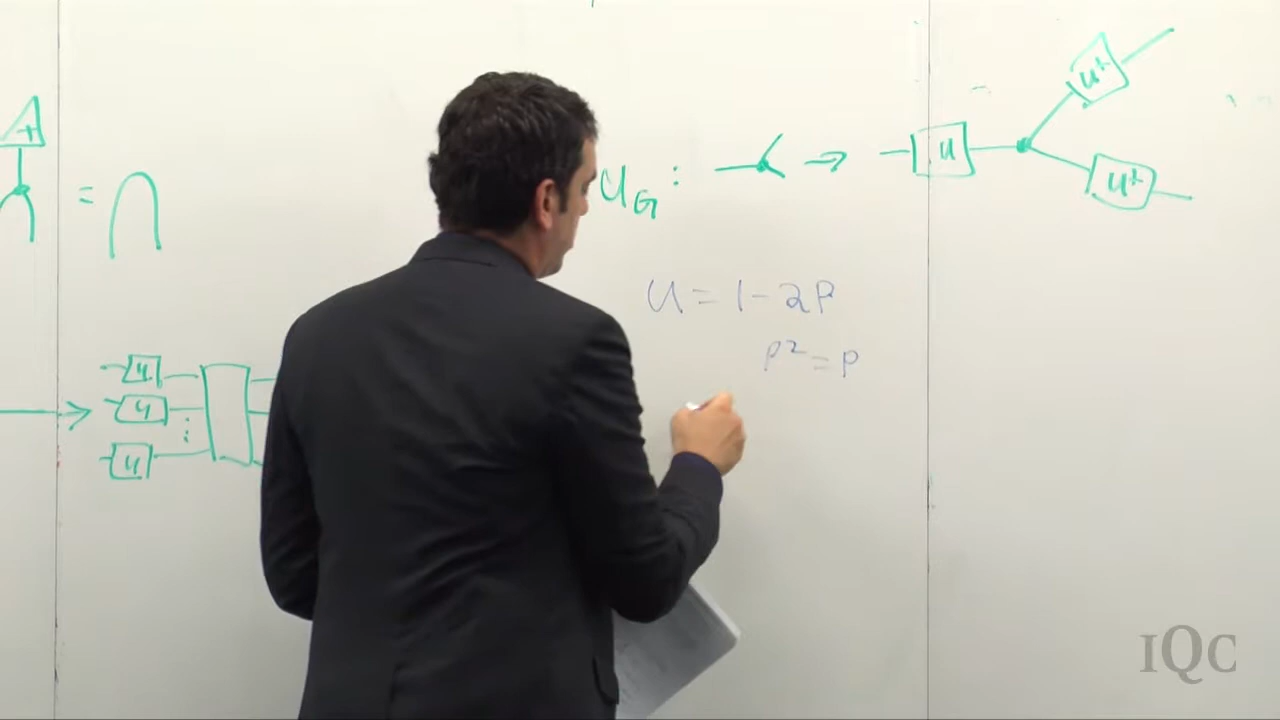 +
= ∩
U_G : → U U† U†
U = 1 - 2P
P² = P
→ U
U
⋮
U
IQC